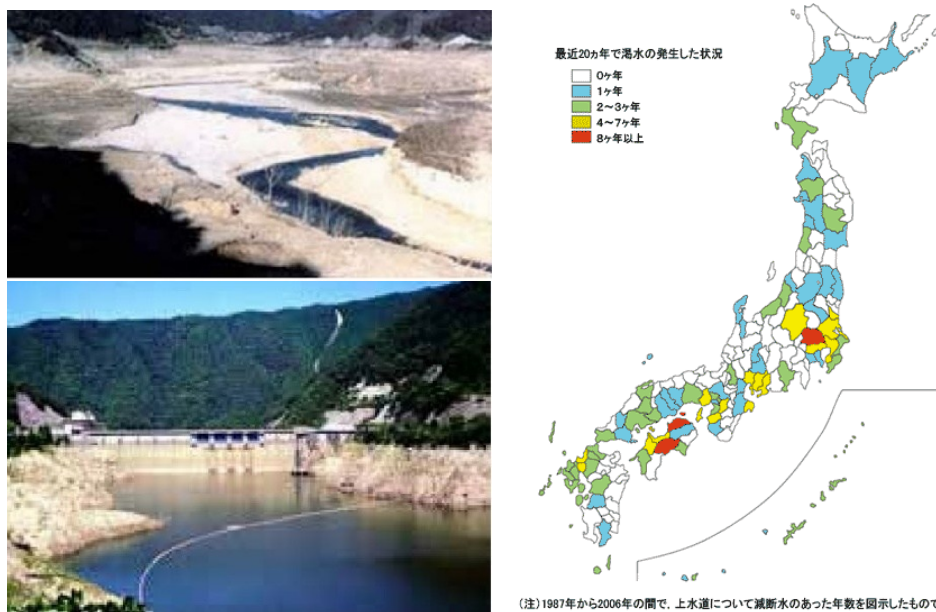 最近20ヵ年で渇水の発生した状況
0ヶ年
1ヶ年
2～3ヶ年
4～7ヶ年
8ヶ年以上
(注)1987年から2006年の間で、上水道について減断水のあった年数を図示したもので